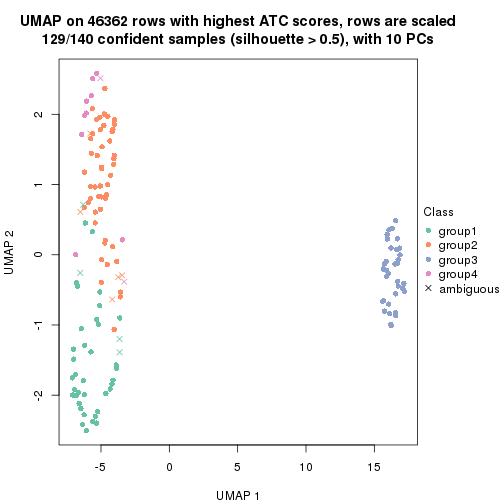 UMAP on 46362 rows with highest ATC scores, rows are scaled
129/140 confident samples (silhouette > 0.5), with 10 PCs
UMAP 2
2
1
0
-1
-2
-5
0
5
10
15
UMAP 1
Class
group1
group2
group3
group4
ambiguous